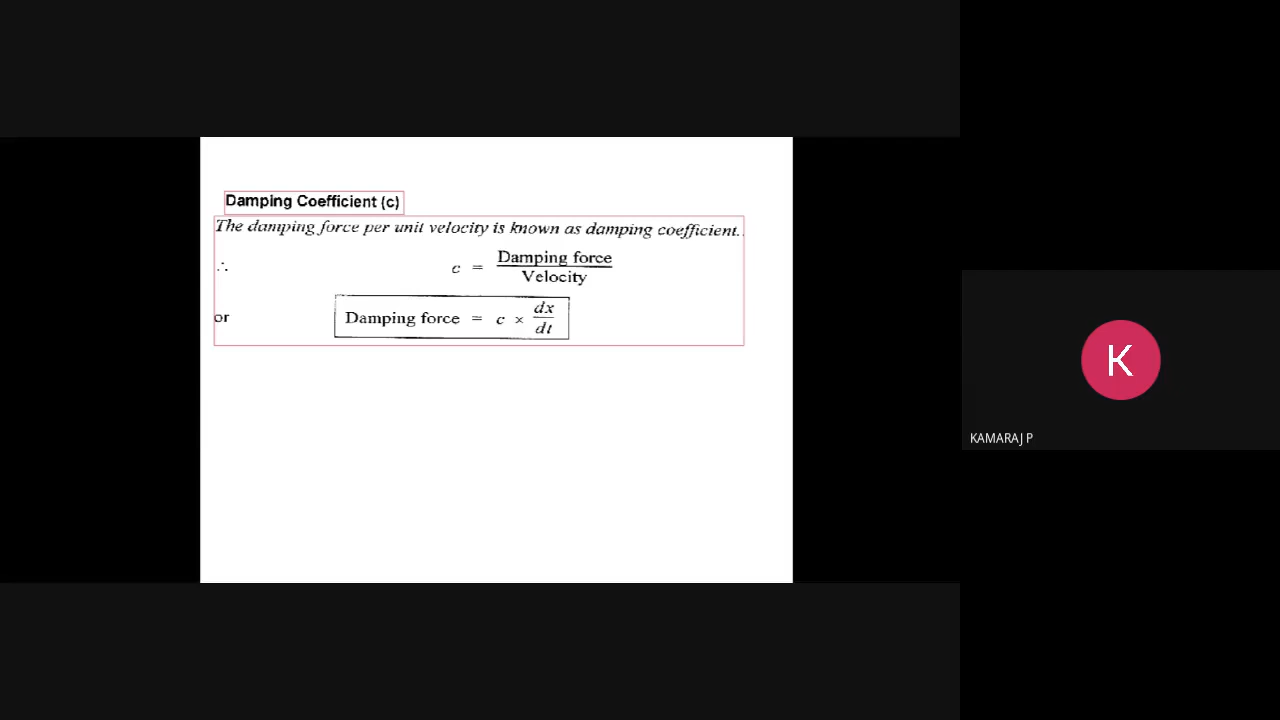 Damping Coefficient (c)
The damping force per unit velocity is known as damping coefficient.
∴ c = Damping force / Velocity
or Damping force = c × dx/dt
K
KAMARAJ P